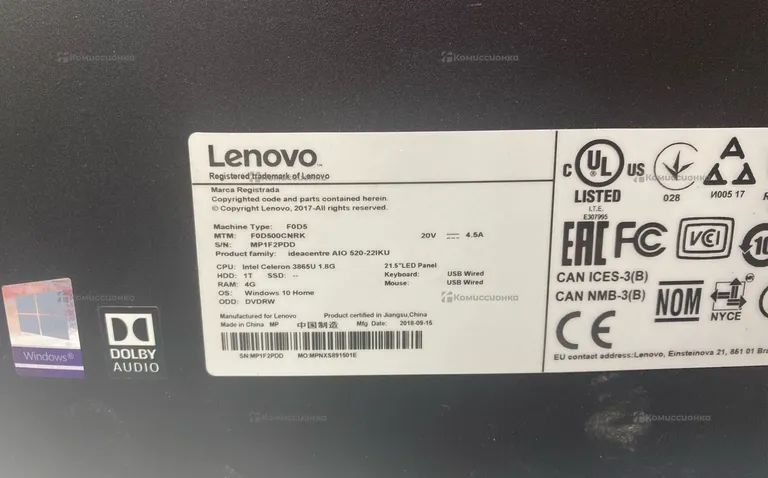 Комиссионка
Комиссионка
Lenovo
Registered trademark of Lenovo
Комиссионка
Marca Registrada
Copyrighted code and parts contained herein.
© Copyright Lenovo, 2017-All rights reserved.
Machine Type: F0D5
MTM: F0D500CNRK 20V 4.5A
S/N: MP1F2PDD
Product family: ideacentre AIO 520-22IKU
CPU: Intel Celeron 3865U 1.8G 21.5"LED Panel
HDD: 1T SSD: -- Keyboard: USB Wired
RAM: 4G Mouse: USB Wired
OS: Windows 10 Home
ODD: DVDRW
Комиссионка
Manufactured for Lenovo Product certified in Jiangsu,China
Made in China MP 中国制造 Mfg Date: 2018-09-15
SN:MP1F2PDD MO:MPNXS891501E
C UL US
LISTED
I.T.E.
E307995
028
И005 17
Комиссионка
EAC FC VCI 10
CAN ICES-3(B)
CAN NMB-3(B)
NOM
NYCE
CE
EU contact address:Lenovo, Einsteinova 21, 851 01 Bra
Windows®
DOLBY
AUDIO
Комиссионка
Комиссионка